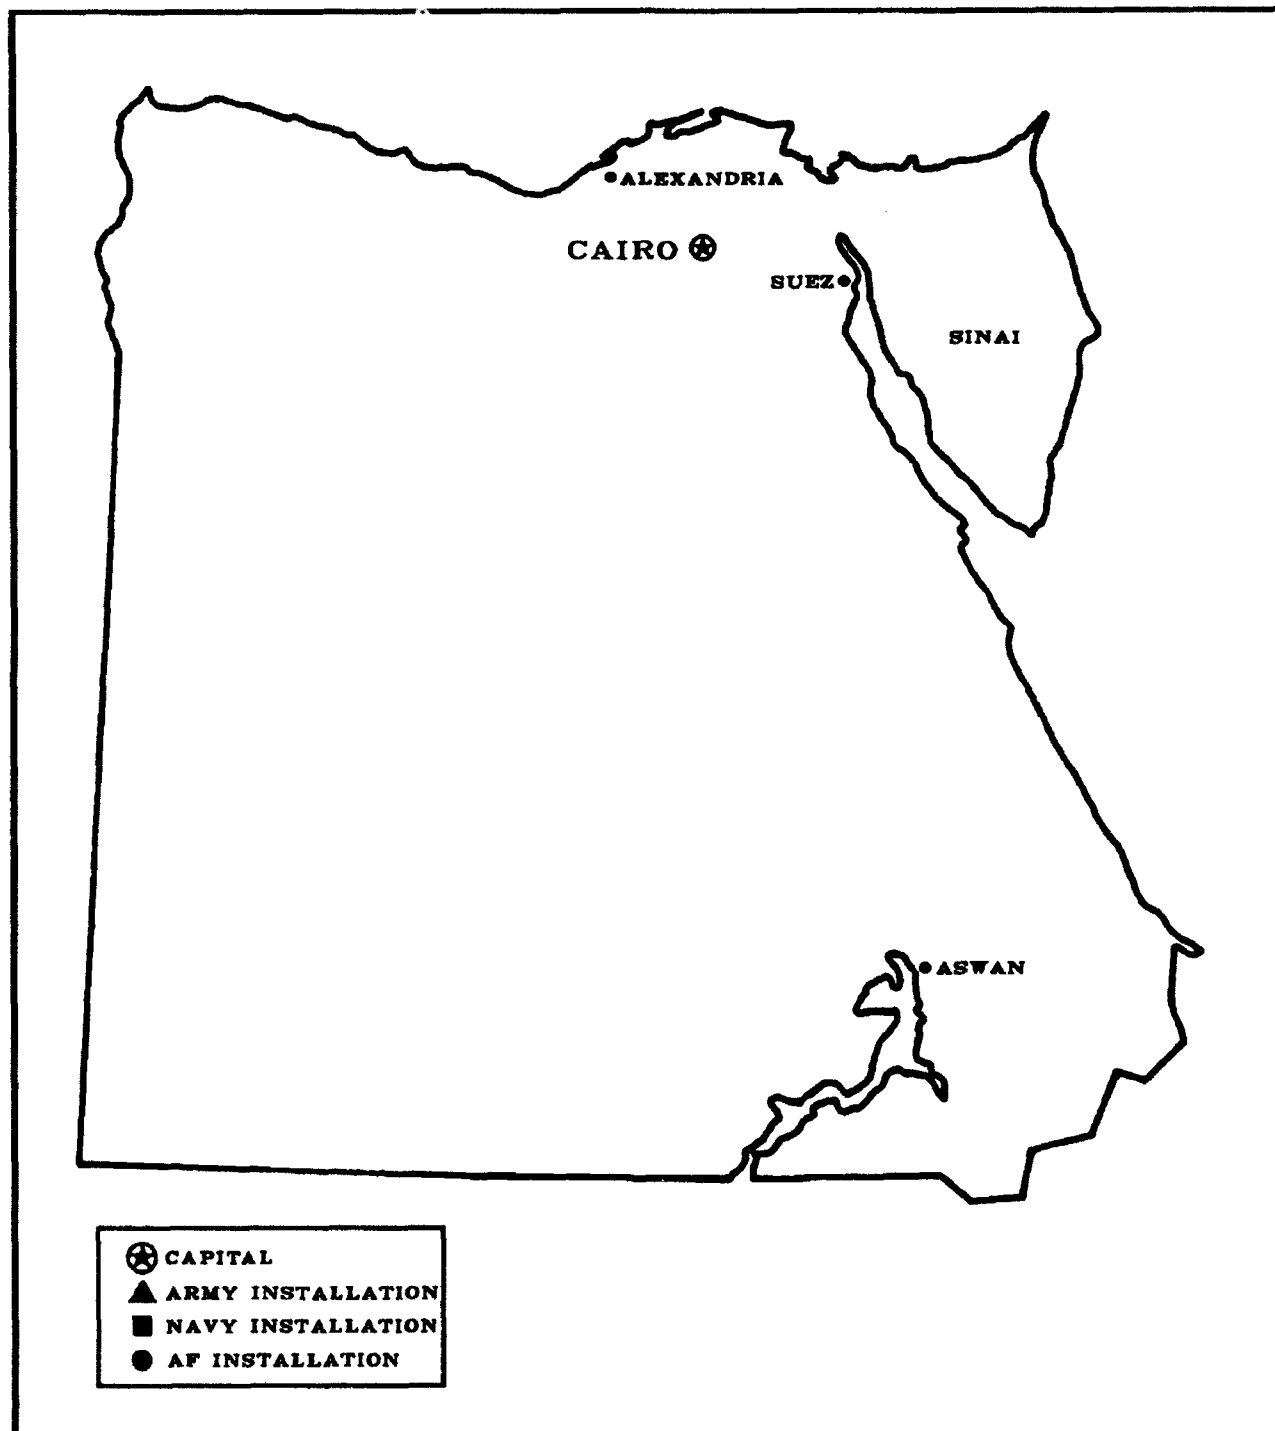 ALEXANDRIA
CAIRO
SUEZ
SINAI
ASWAN
CAPITAL
ARMY INSTALLATION
NAVY INSTALLATION
AF INSTALLATION